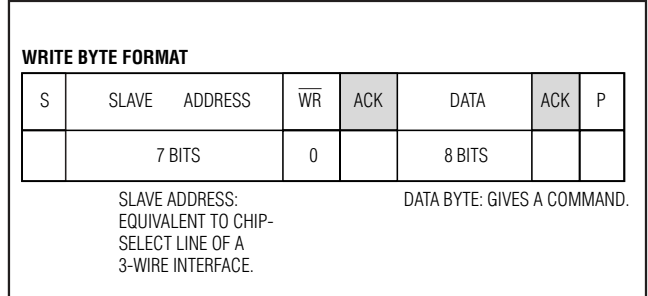 WRITE BYTE FORMAT
S SLAVE ADDRESS WR ACK DATA ACK P
7 BITS 0 8 BITS
SLAVE ADDRESS:
EQUIVALENT TO CHIP-
SELECT LINE OF A
3-WIRE INTERFACE.
DATA BYTE: GIVES A COMMAND.